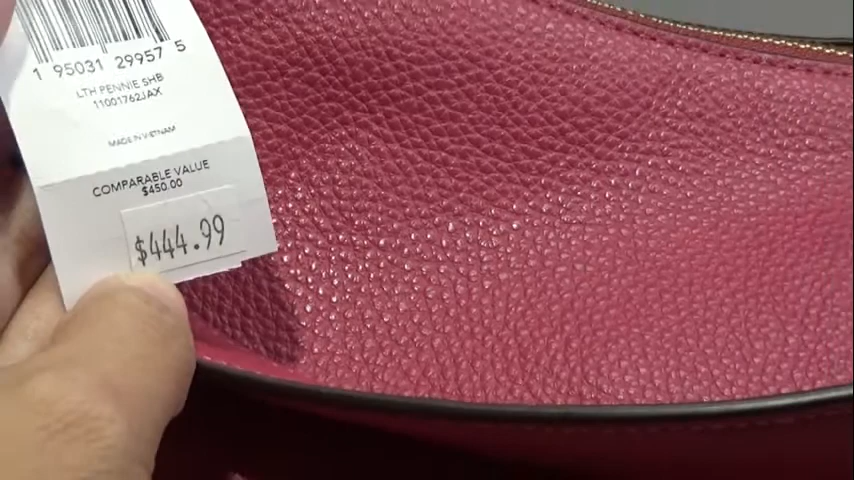 1 95031 29957 5
LTH PENNIE SHB
11001762JAX
MADE IN VIETNAM
COMPARABLE VALUE
$450.00
$444.99